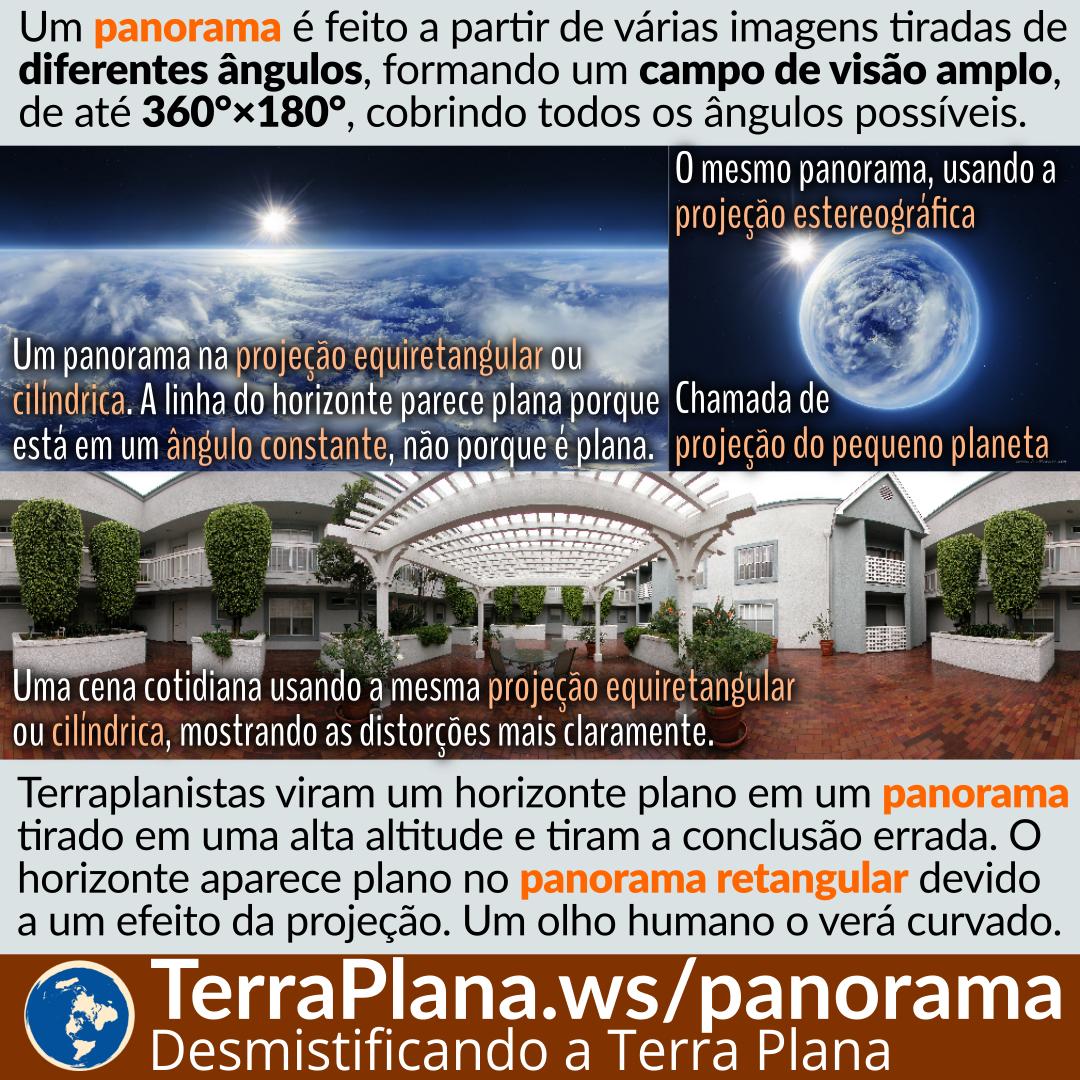 Um panorama é feito a partir de várias imagens tiradas de
diferentes ângulos, formando um campo de visão amplo,
de até 360°×180°, cobrindo todos os ângulos possíveis.
O mesmo panorama, usando a
projeção estereográfica
Um panorama na projeção equiretangular ou
cilíndrica. A linha do horizonte parece plana porque
está em um ângulo constante, não porque é plana.
Chamada de
projeção do pequeno planeta
Uma cena cotidiana usando a mesma projeção equiretangular
ou cilíndrica, mostrando as distorções mais claramente.
Terraplanistas viram um horizonte plano em um panorama
tirado em uma alta altitude e tiram a conclusão errada. O
horizonte aparece plano no panorama retangular devido
a um efeito da projeção. Um olho humano o verá curvado.
TerraPlana.ws/panorama
Desmistificando a Terra Plana